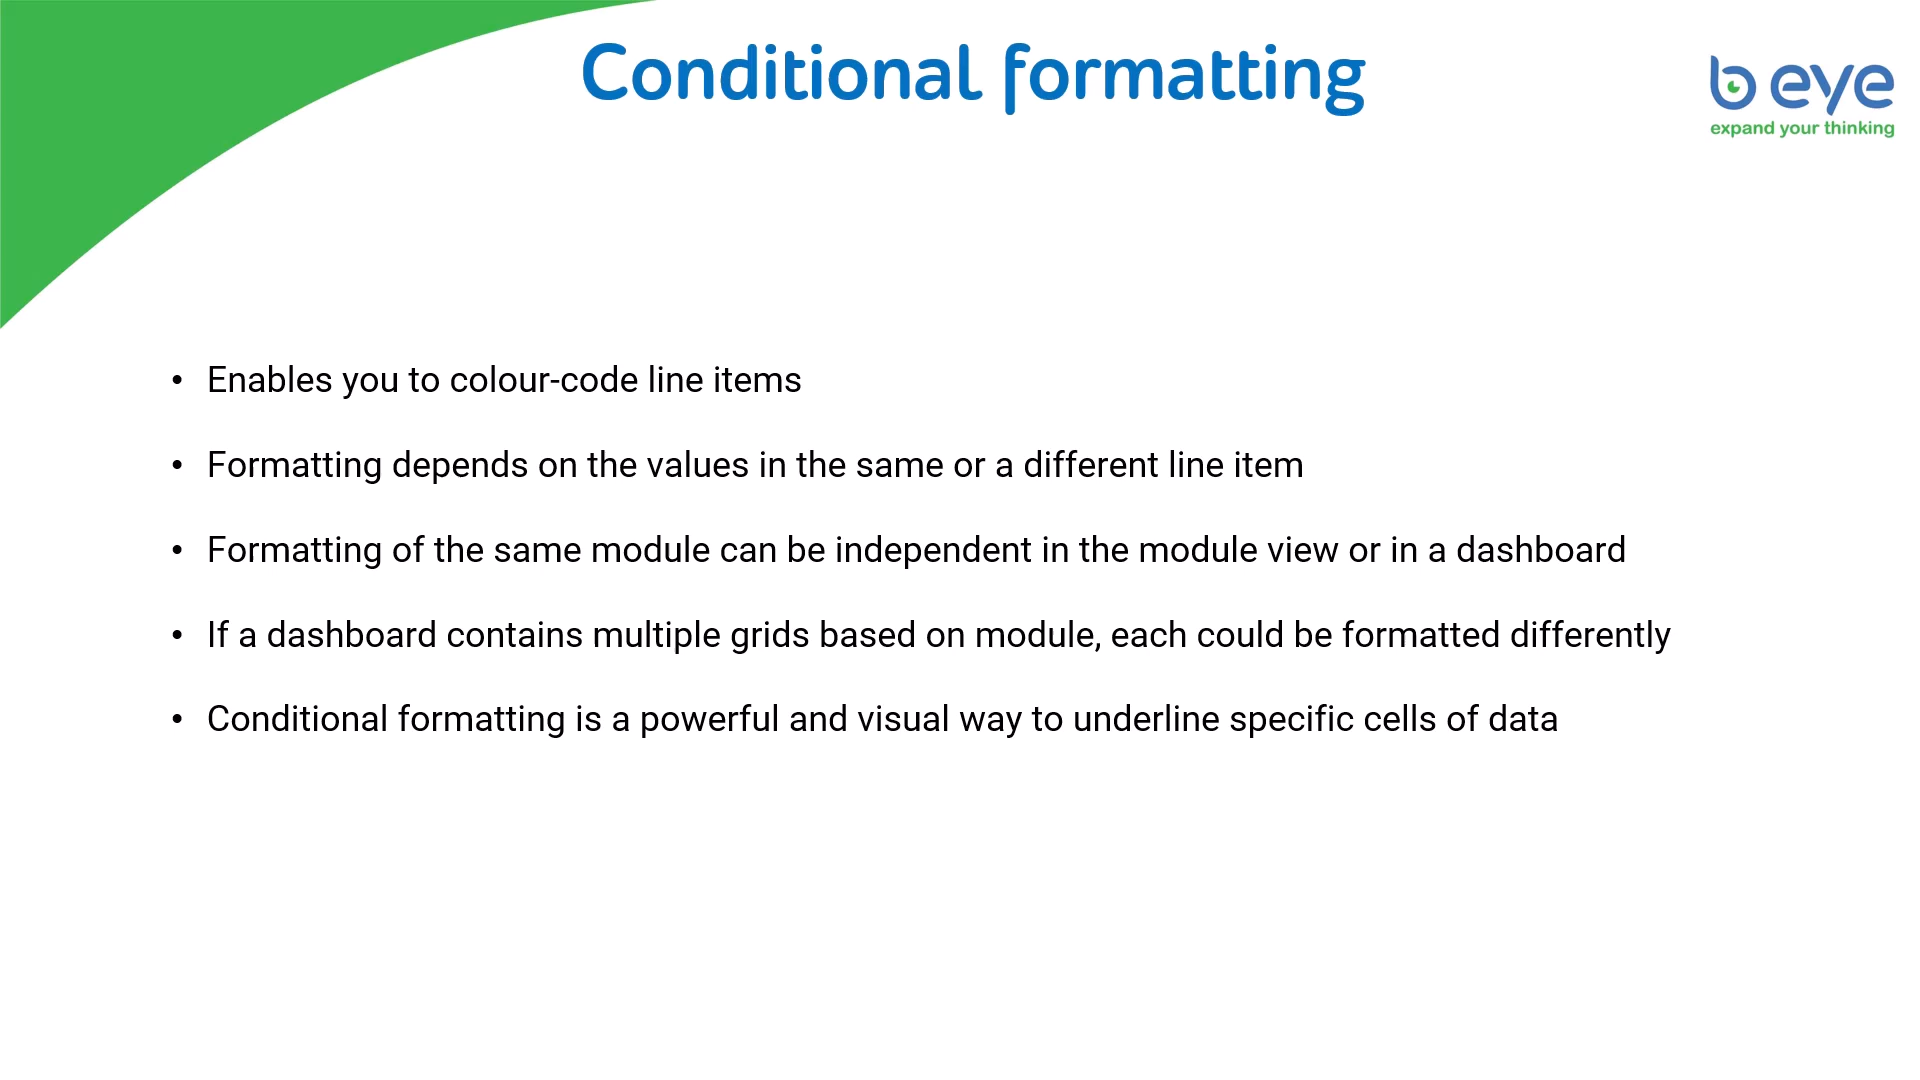 Conditional formatting
b eye
expand your thinking
• Enables you to colour-code line items
• Formatting depends on the values in the same or a different line item
• Formatting of the same module can be independent in the module view or in a dashboard
• If a dashboard contains multiple grids based on module, each could be formatted differently
• Conditional formatting is a powerful and visual way to underline specific cells of data